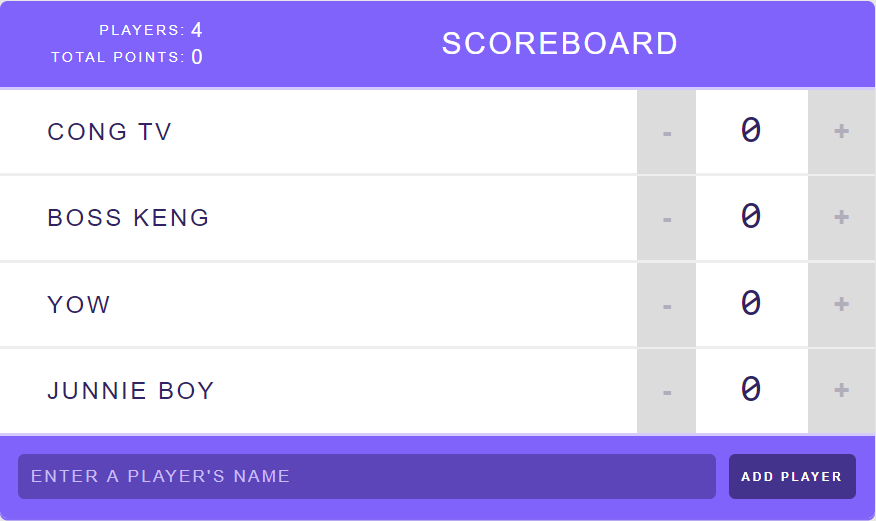 PLAYERS: 4
TOTAL POINTS: 0
SCOREBOARD
CONG TV - 0 +
BOSS KENG - 0 +
YOW - 0 +
JUNNIE BOY - 0 +
ENTER A PLAYER'S NAME ADD PLAYER